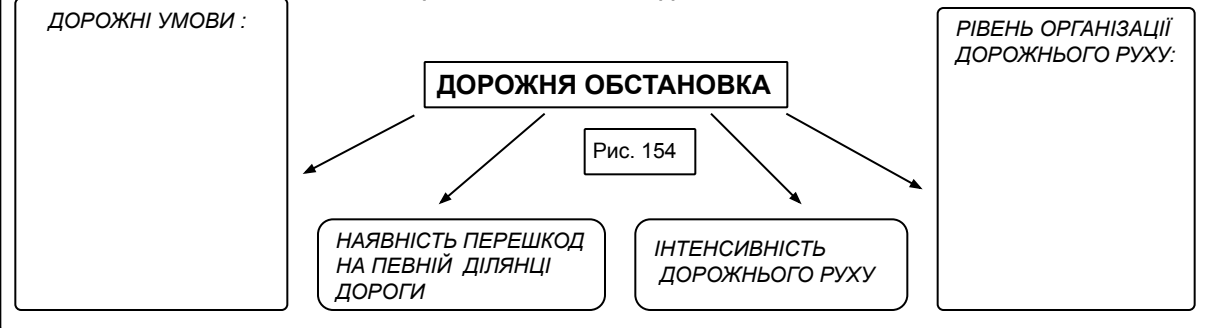 ДОРОЖНІ УМОВИ :
РІВЕНЬ ОРГАНІЗАЦІЇ
ДОРОЖНЬОГО РУХУ:
ДОРОЖНЯ ОБСТАНОВКА
Рис. 154
НАЯВНІСТЬ ПЕРЕШКОД
НА ПЕВНІЙ ДІЛЯНЦІ
ДОРОГИ
ІНТЕНСИВНІСТЬ
ДОРОЖНЬОГО РУХУ